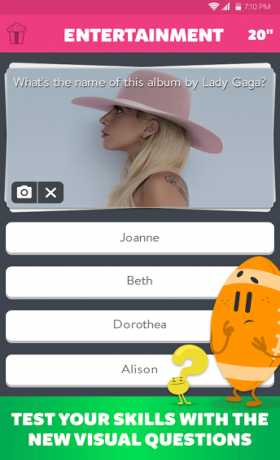 7:10 PM
ENTERTAINMENT 20"
What's the name of this album by Lady Gaga?
Joanne
Beth
Dorothea
Alison
?
TEST YOUR SKILLS WITH THE
NEW VISUAL QUESTIONS